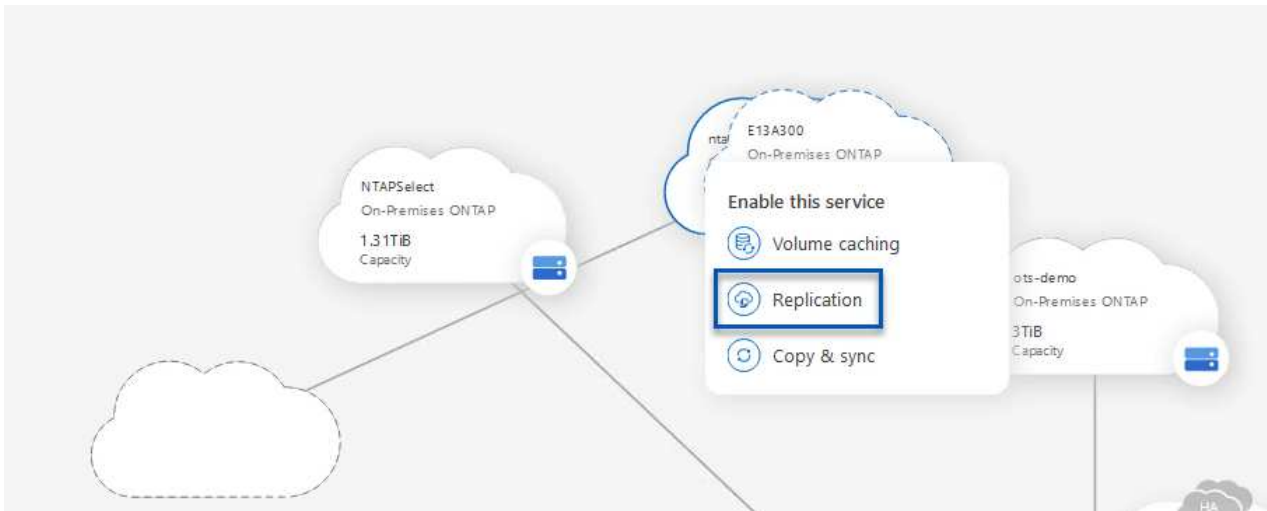 NTAPSelect
On-Premises ONTAP
1.31TiB
Capacity
E13A300
On-Premises ONTAP
Enable this service
Volume caching
Replication
Copy & sync
ots-demo
On-Premises ONTAP
3TiB
Capacity
HA